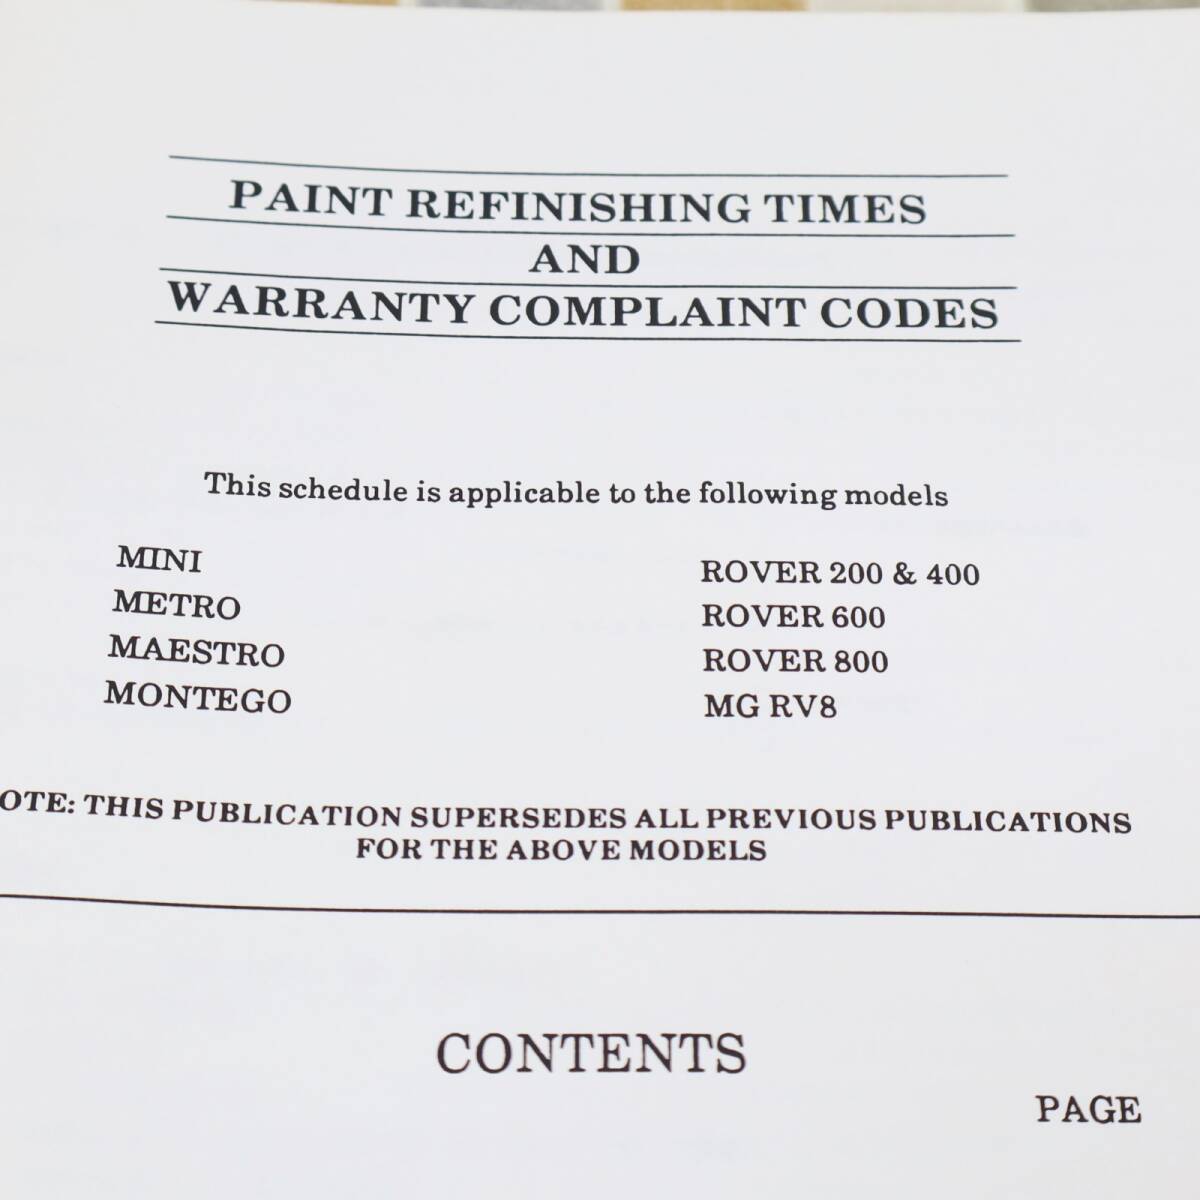 PAINT REFINISHING TIMES
AND
WARRANTY COMPLAINT CODES
This schedule is applicable to the following models
MINI
METRO
MAESTRO
MONTEGO
ROVER 200 & 400
ROVER 600
ROVER 800
MG RV8
OTE: THIS PUBLICATION SUPERSEDES ALL PREVIOUS PUBLICATIONS
FOR THE ABOVE MODELS
CONTENTS
PAGE